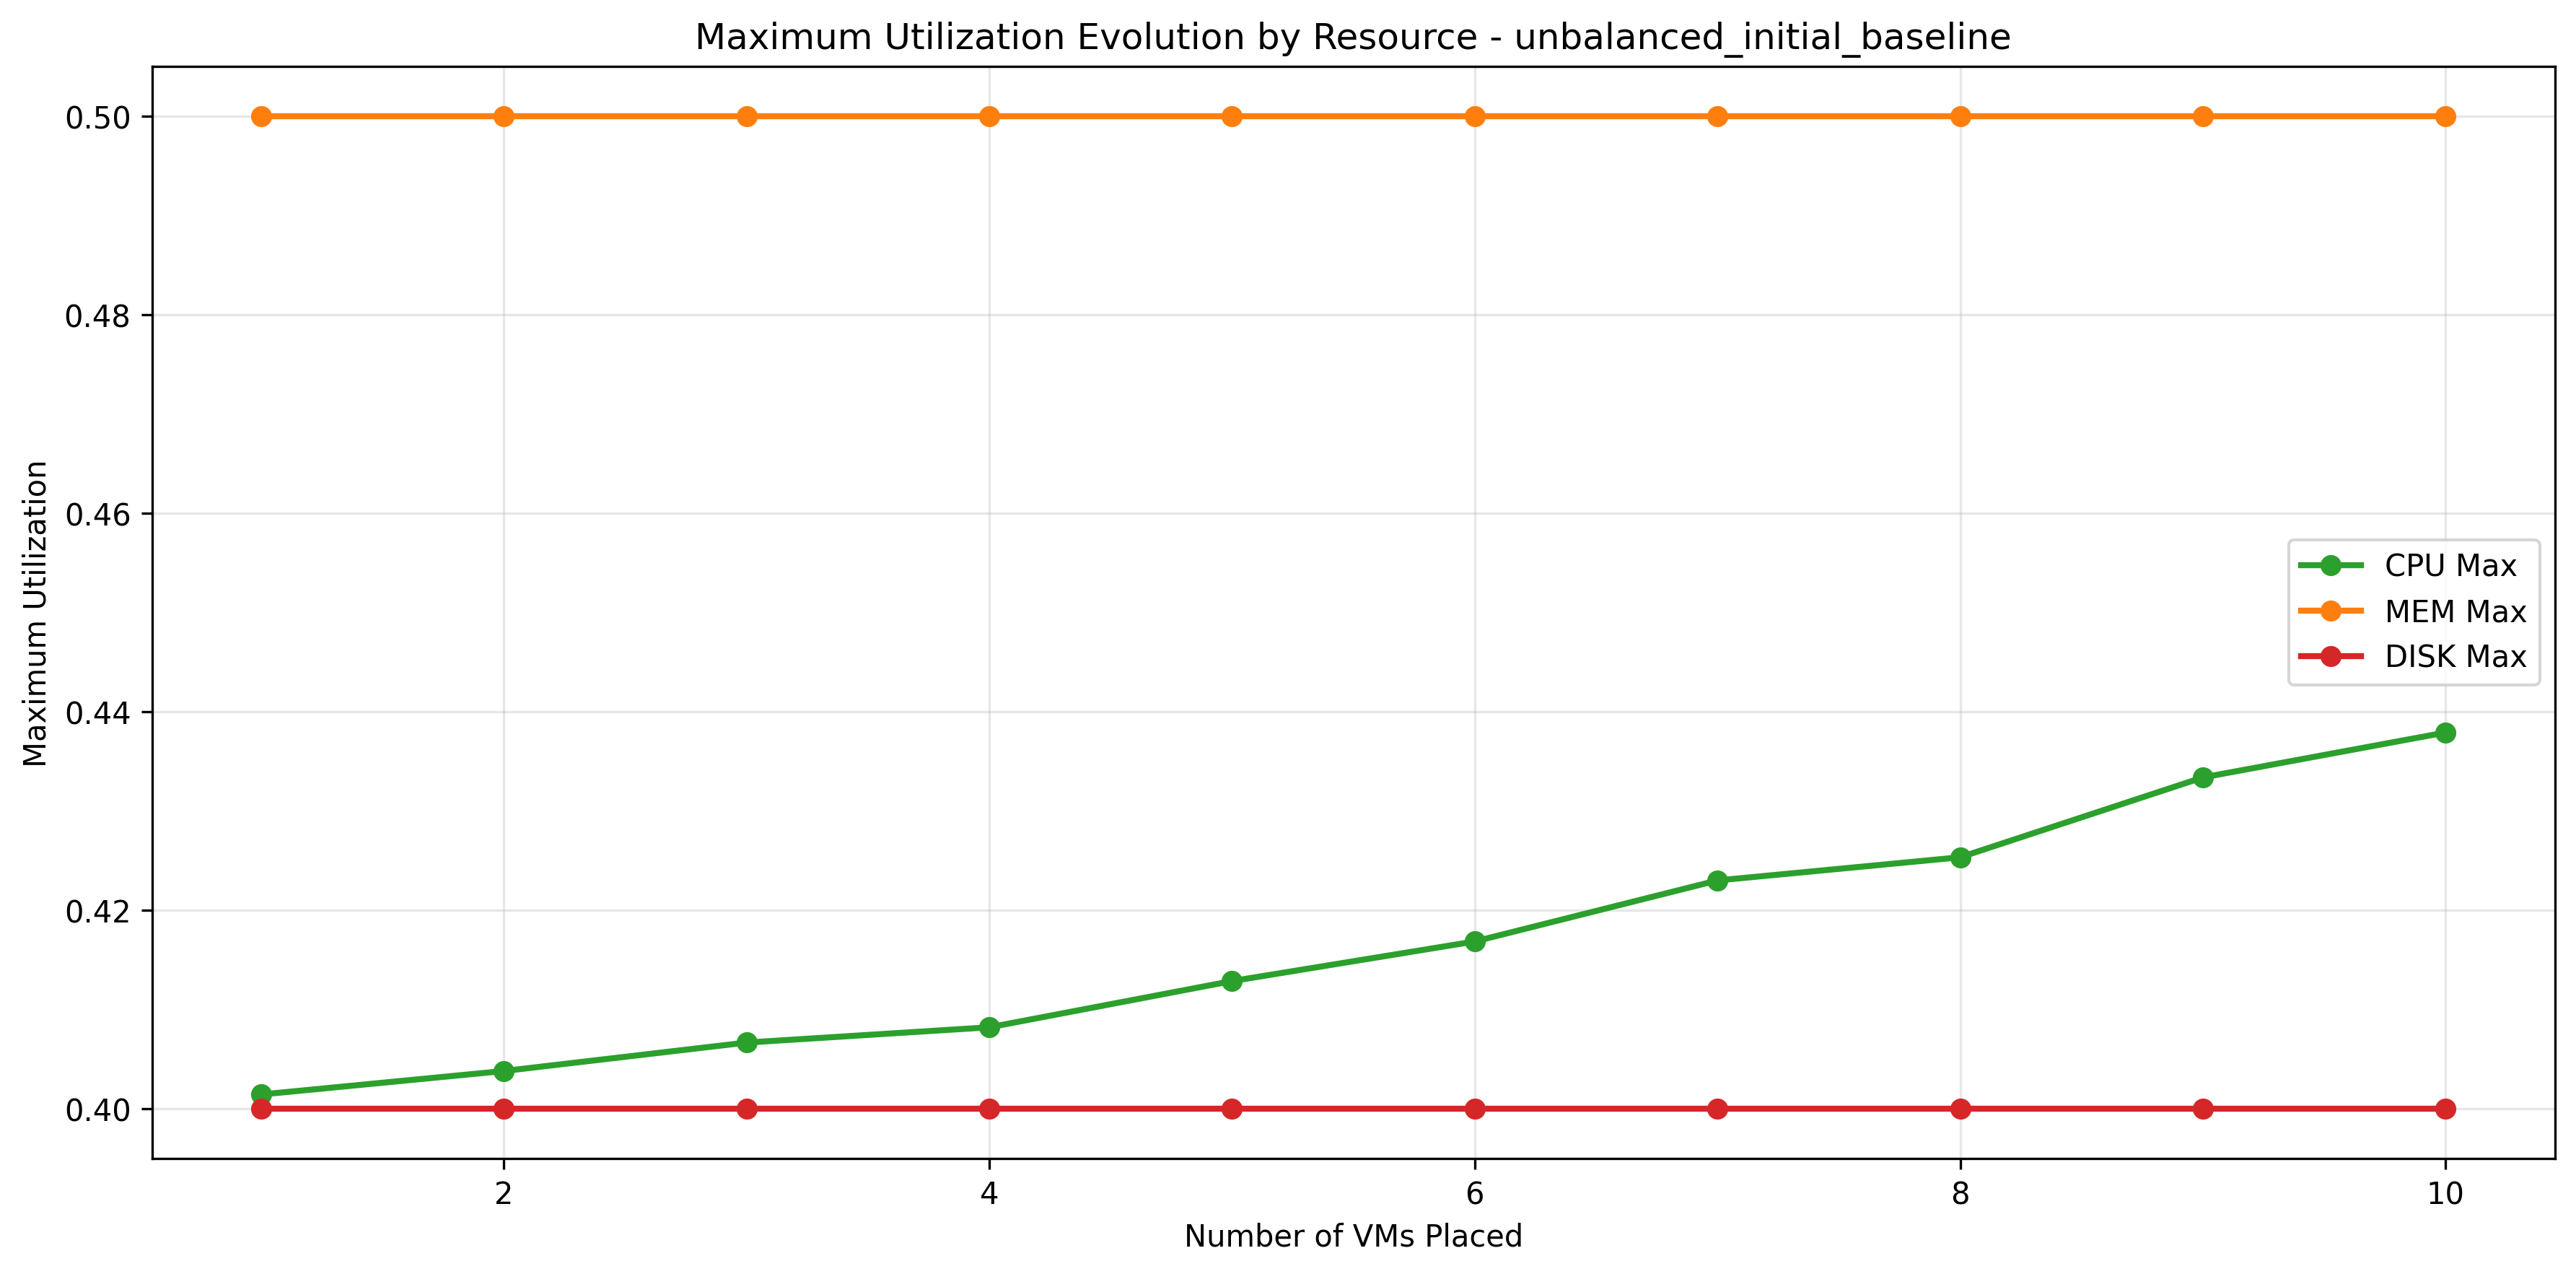 Maximum Utilization Evolution by Resource - unbalanced_initial_baseline
0.50
0.48
0.46
0.44
0.42
0.40
Maximum Utilization
CPU Max
MEM Max
DISK Max
2 4 6 8 10
Number of VMs Placed